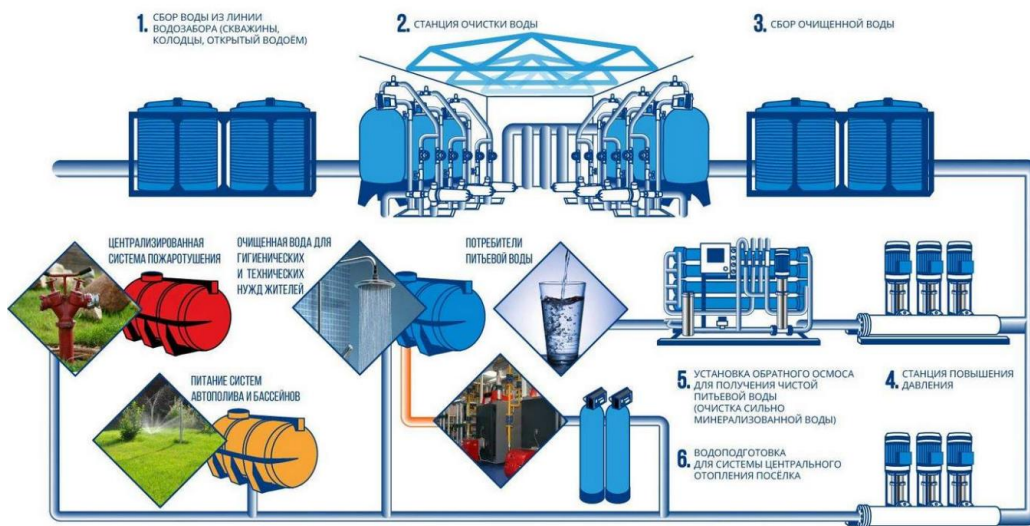 1. СБОР ВОДЫ ИЗ ЛИНИИ
ВОДОЗАБОРА (СКВАЖИНЫ,
КОЛОДЦЫ, ОТКРЫТЫЙ ВОДОЁМ)
2. СТАНЦИЯ ОЧИСТКИ ВОДЫ
3. СБОР ОЧИЩЕННОЙ ВОДЫ
ЦЕНТРАЛИЗИРОВАННАЯ
СИСТЕМА ПОЖАРОТУШЕНИЯ
ОЧИЩЕННАЯ ВОДА ДЛЯ
ГИГИЕНИЧЕСКИХ
И ТЕХНИЧЕСКИХ
НУЖД ЖИТЕЛЕЙ
ПОТРЕБИТЕЛИ
ПИТЬЕВОЙ ВОДЫ
5. УСТАНОВКА ОБРАТНОГО ОСМОСА
ДЛЯ ПОЛУЧЕНИЯ ЧИСТОЙ
ПИТЬЕВОЙ ВОДЫ
(ОЧИСТКА СИЛЬНО
МИНЕРАЛИЗОВАННОЙ ВОДЫ)
4. СТАНЦИЯ ПОВЫШЕНИЯ
ДАВЛЕНИЯ
ПИТАНИЕ СИСТЕМ
АВТОПОЛИВА И БАССЕЙНОВ
6. ВОДОПОДГОТОВКА
ДЛЯ СИСТЕМЫ ЦЕНТРАЛЬНОГО
ОТОПЛЕНИЯ ПОСЁЛКА